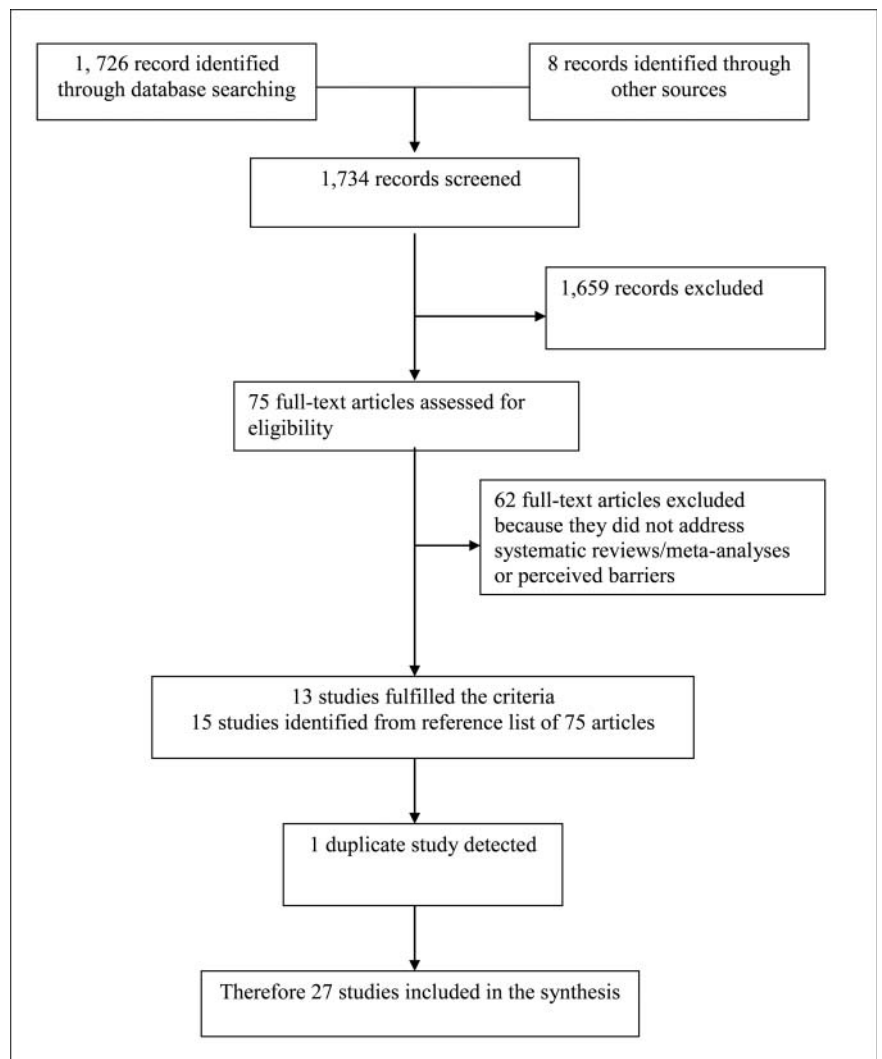 1, 726 record identified
through database searching
8 records identified through
other sources
1,734 records screened
1,659 records excluded
75 full-text articles assessed for
eligibility
62 full-text articles excluded
because they did not address
systematic reviews/meta-analyses
or perceived barriers
13 studies fulfilled the criteria
15 studies identified from reference list of 75 articles
1 duplicate study detected
Therefore 27 studies included in the synthesis